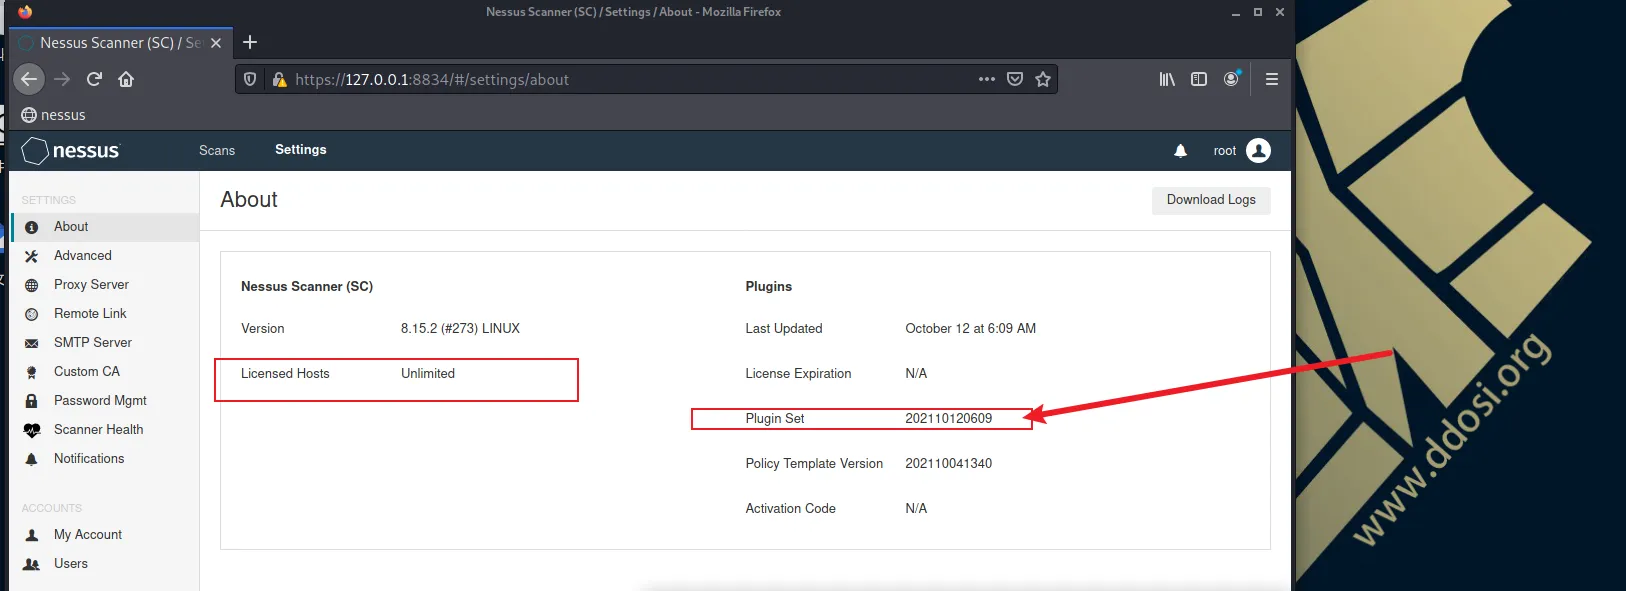 Nessus Scanner (SC) / Settings / About - Mozilla Firefox
Nessus Scanner (SC) / Se
https://127.0.0.1:8834/#/settings/about
nessus
nessus
Scans
Settings
root
SETTINGS
About
Advanced
Proxy Server
Remote Link
SMTP Server
Custom CA
Password Mgmt
Scanner Health
Notifications
ACCOUNTS
My Account
Users
About
Download Logs
Nessus Scanner (SC)
Version 8.15.2 (#273) LINUX
Licensed Hosts Unlimited
Plugins
Last Updated October 12 at 6:09 AM
License Expiration N/A
Plugin Set 202110120609
Policy Template Version 202110041340
Activation Code N/A
www.ddosi.org